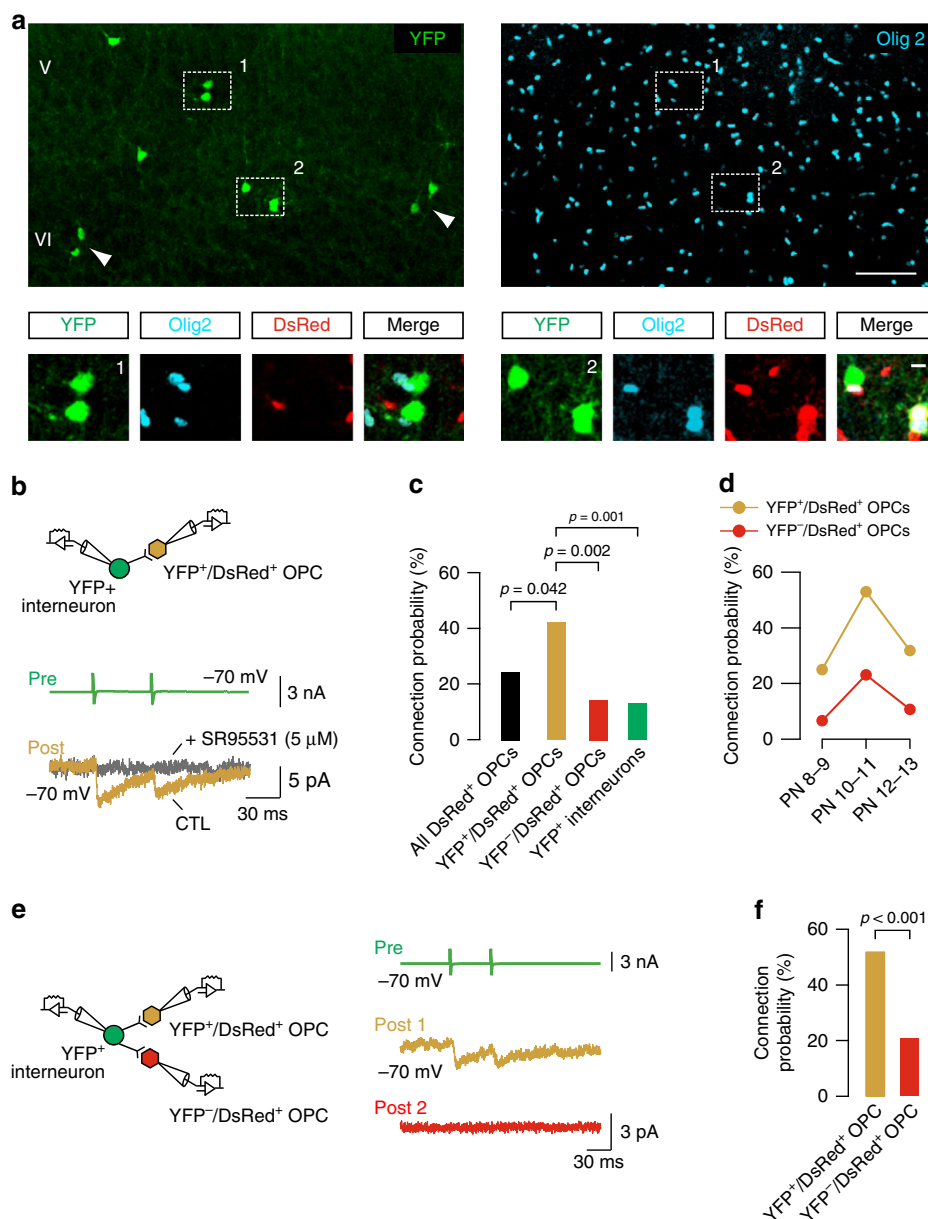 a
YFP
Olig 2
V
VI
1
2
1
2
YFP
Olig2
DsRed
Merge
YFP
Olig2
DsRed
Merge
1
2
b
YFP+
interneuron
YFP⁺/DsRed⁺ OPC
Pre
–70 mV
3 nA
Post
+ SR95531 (5 μM)
–70 mV
CTL
5 pA
30 ms
c
p = 0.001
p = 0.002
p = 0.042
Connection probability (%)
60
40
20
0
All DsRed⁺ OPCs
YFP⁺/DsRed⁺ OPCs
YFP⁻/DsRed⁺ OPCs
YFP⁺ interneurons
d
YFP⁺/DsRed⁺ OPCs
YFP⁻/DsRed⁺ OPCs
Connection probability (%)
60
40
20
0
PN 8–9
PN 10–11
PN 12–13
e
YFP⁺
interneuron
YFP⁺/DsRed⁺ OPC
YFP⁻/DsRed⁺ OPC
Pre
–70 mV
3 nA
Post 1
–70 mV
Post 2
3 pA
30 ms
f
p < 0.001
Connection
probability (%)
60
40
20
0
YFP⁺/DsRed⁺ OPC
YFP⁻/DsRed⁺ OPC